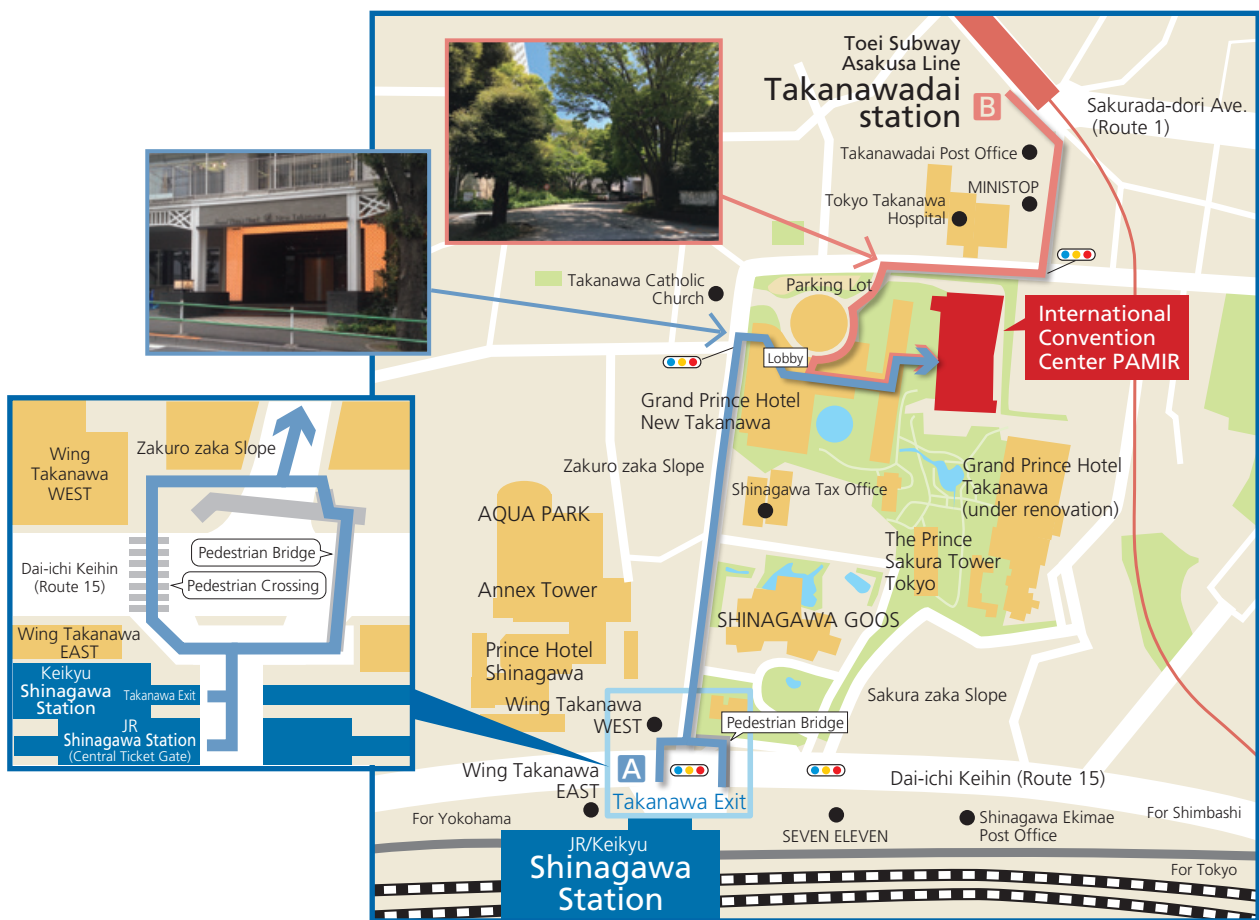 Toei Subway
Asakusa Line
Takanawadai
station
B
Sakurada-dori Ave.
(Route 1)
Takanawadai Post Office
MINISTOP
Tokyo Takanawa
Hospital
Takanawa Catholic
Church
Parking Lot
International
Convention
Center PAMIR
Lobby
Grand Prince Hotel
New Takanawa
Zakuro zaka Slope
Shinagawa Tax Office
Grand Prince Hotel
Takanawa
(under renovation)
AQUA PARK
The Prince
Sakura Tower
Tokyo
Annex Tower
SHINAGAWA GOOS
Prince Hotel
Shinagawa
Sakura zaka Slope
Wing Takanawa
WEST
Pedestrian Bridge
A
Wing Takanawa
EAST
Takanawa Exit
Dai-ichi Keihin (Route 15)
For Yokohama
SEVEN ELEVEN
Shinagawa Ekimae
Post Office
For Shimbashi
JR/Keikyu
Shinagawa
Station
For Tokyo
Zakuro zaka Slope
Wing
Takanawa
WEST
Pedestrian Bridge
Dai-ichi Keihin
(Route 15)
Pedestrian Crossing
Wing Takanawa
EAST
Keikyu
Shinagawa
Station
Takanawa Exit
JR
Shinagawa Station
(Central Ticket Gate)